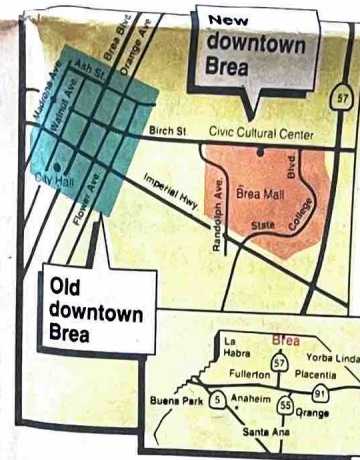 New
downtown
Brea
Brea Blvd.
Orange Ave
Ash St.
Madrona Ave
Walnut Ave.
57
Birch St.
Civic Cultural Center
City Hall
Flower Ave.
Imperial Hwy.
Randolph Ave.
Brea Mall
State
College
Blvd.
Old
downtown
Brea
La
Habra
Brea
57
Yorba Linda
Fullerton
Placentia
91
Buena Park
5
Anaheim
55
Orange
Santa Ana